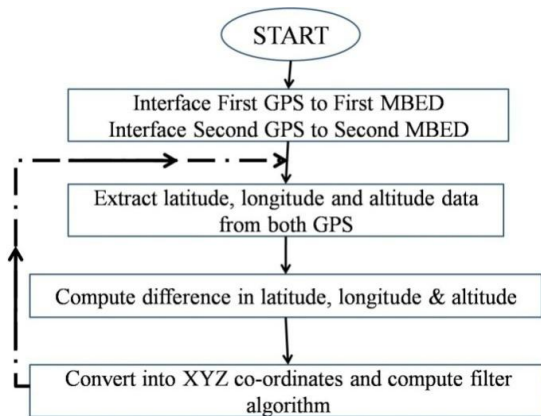 START
Interface First GPS to First MBED
Interface Second GPS to Second MBED
Extract latitude, longitude and altitude data
from both GPS
Compute difference in latitude, longitude & altitude
Convert into XYZ co-ordinates and compute filter
algorithm